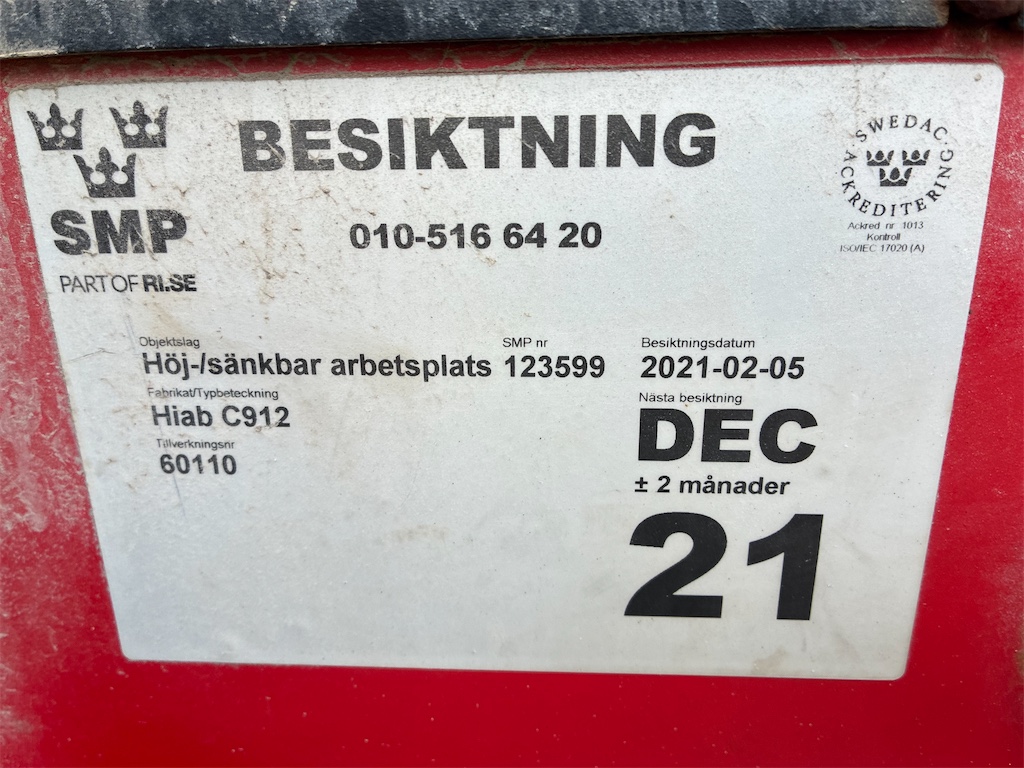 BESIKTNING
SMP
PART OF RI.SE
010-516 64 20
SWEDAC
ACKREDITERING
Ackred nr 1013
Kontroll
ISO/IEC 17020 (A)
Objektslag
Höj-/sänkbar arbetsplats
SMP nr
123599
Besiktningsdatum
2021-02-05
Fabrikat/Typbeteckning
Hiab C912
Tillverkningsnr
60110
Nästa besiktning
DEC
± 2 månader
21